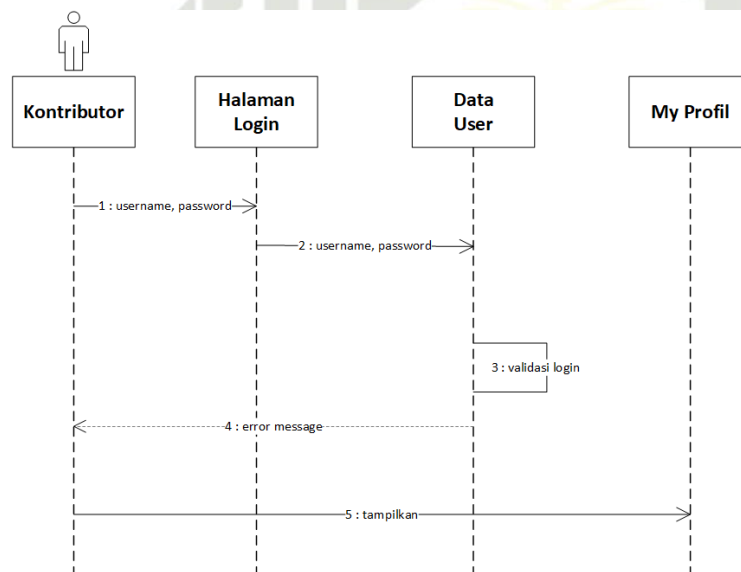 Kontributor
Halaman
Login
Data
User
My Profil
1 : username, password
2 : username, password
3 : validasi login
4 : error message
5 : tampilkan